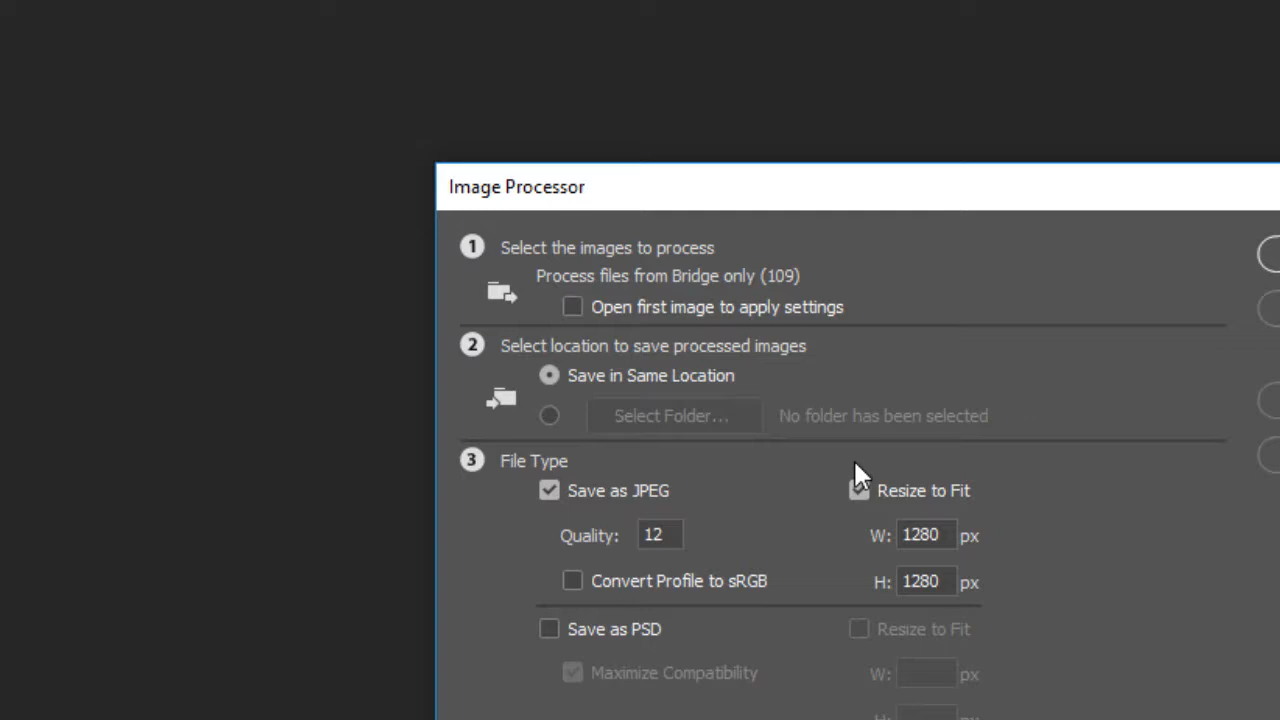 Image Processor
1 Select the images to process
Process files from Bridge only (109)
Open first image to apply settings
2 Select location to save processed images
Save in Same Location
Select Folder... No folder has been selected
3 File Type
Save as JPEG Resize to Fit
Quality: 12 W: 1280 px
Convert Profile to sRGB H: 1280 px
Save as PSD Resize to Fit
Maximize Compatibility W: px